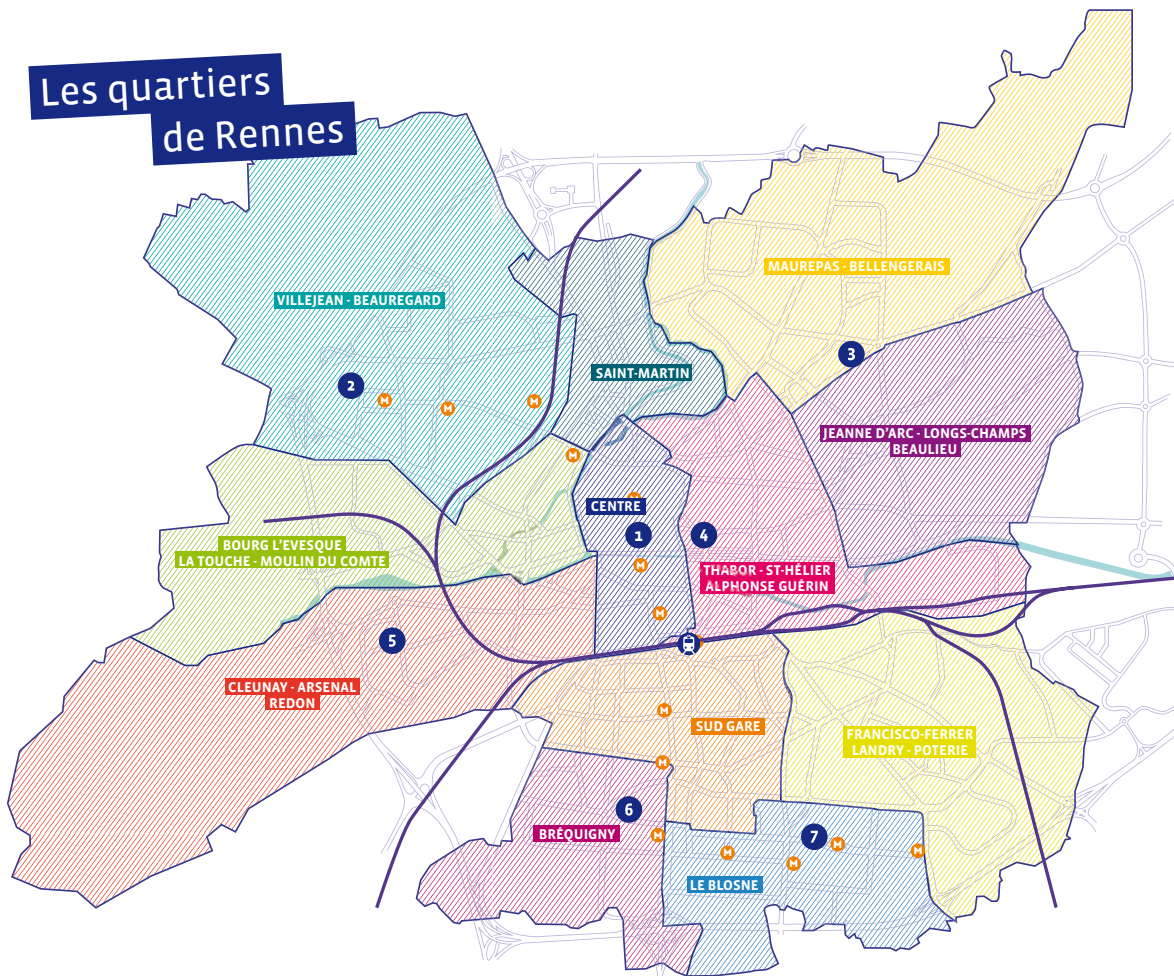 Les quartiers
de Rennes
MAUREPAS - BELLENGERAIS
VILLEJEAN - BEAUREGARD
3
SAINT-MARTIN
2
M
M
M
JEANNE D'ARC - LONGS-CHAMPS
BEAULIEU
M
M
CENTRE
1
4
BOURG L'EVESQUE
LA TOUCHE - MOULIN DU COMTE
M
THABOR - ST-HÉLIER
ALPHONSE GUÉRIN
M
5
CLEUNAY - ARSENAL
REDON
M
SUD GARE
FRANCISCO-FERRER
LANDRY - POTERIE
M
6
BRÉQUIGNY
M
7
M
M
M
M
LE BLOSNE